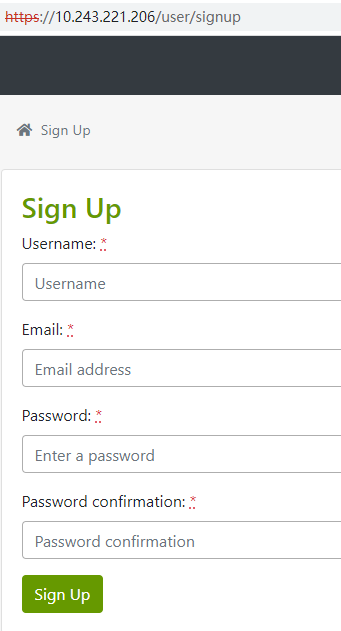 https://10.243.221.206/user/signup
Sign Up
Sign Up
Username: *
Username
Email: *
Email address
Password: *
Enter a password
Password confirmation: *
Password confirmation
Sign Up